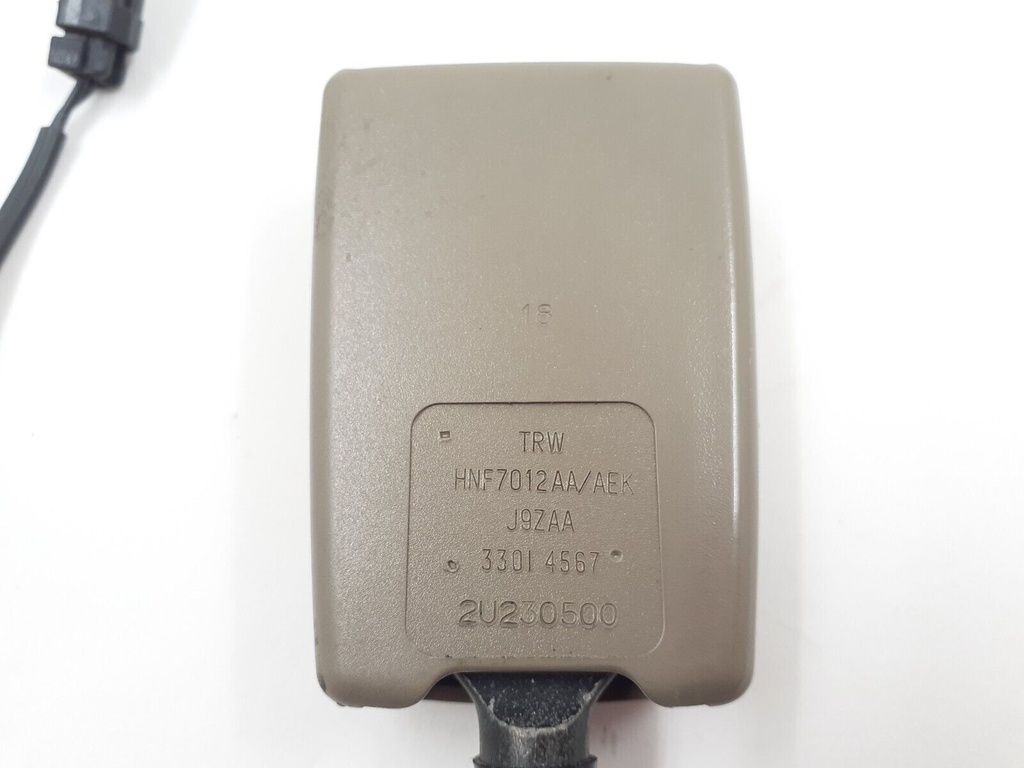 18
TRW
HNF7012AA/AEK
J9ZAA
3301 4567
2U230500